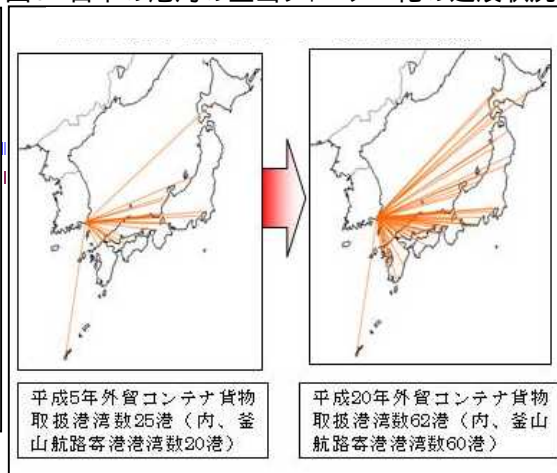 平成5年外留コンテナ貨物
取扱港湾数25港（内、釜
山航路寄港港湾数20港）
平成20年外留コンテナ貨物
取扱港湾数62港（内、釜山
航路寄港港湾数60港）